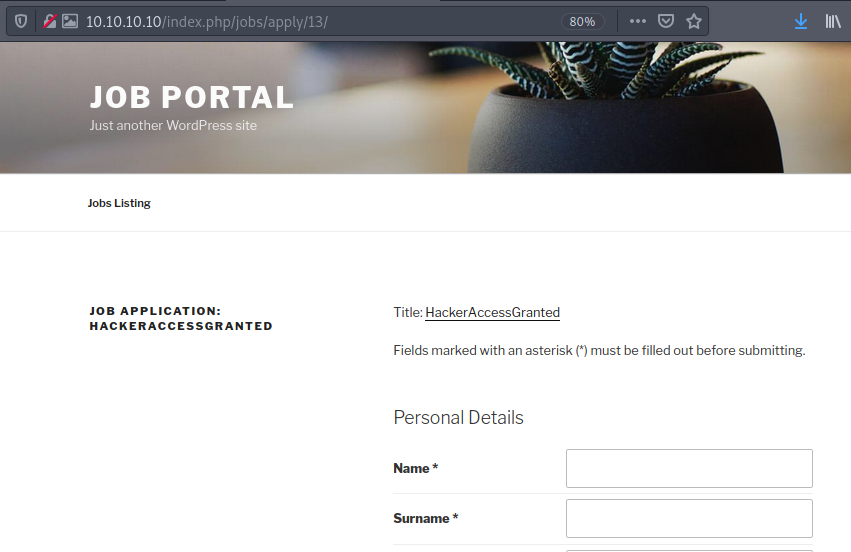 10.10.10.10/index.php/jobs/apply/13/
80%
JOB PORTAL
Just another WordPress site
Jobs Listing
JOB APPLICATION:
HACKERACCESSGRANTED
Title: HackerAccessGranted
Fields marked with an asterisk (*) must be filled out before submitting.
Personal Details
Name *
Surname *